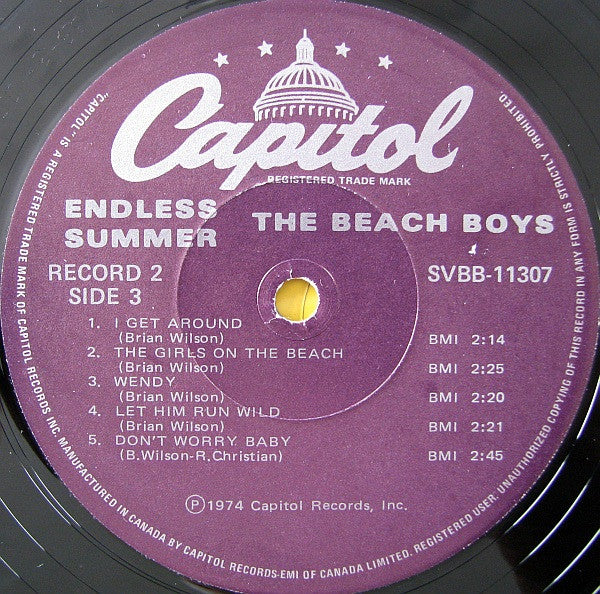 Capitol
REGISTERED TRADE MARK
ENDLESS SUMMER
THE BEACH BOYS
RECORD 2
SIDE 3
SVBB-11307
1. I GET AROUND
(Brian Wilson) BMI 2:14
2. THE GIRLS ON THE BEACH
(Brian Wilson) BMI 2:25
3. WENDY
(Brian Wilson) BMI 2:20
4. LET HIM RUN WILD
(Brian Wilson) BMI 2:21
5. DON'T WORRY BABY
(B.Wilson-R.Christian) BMI 2:45
Ⓟ1974 Capitol Records, Inc.
"CAPITOL" IS A REGISTERED TRADE MARK OF CAPITOL RECORDS INC. MANUFACTURED IN CANADA BY CAPITOL RECORDS-EMI OF CANADA LIMITED. REGISTERED USER. UNAUTHORIZED COPYING OF THIS RECORD IN ANY FORM IS STRICTLY PROHIBITED.